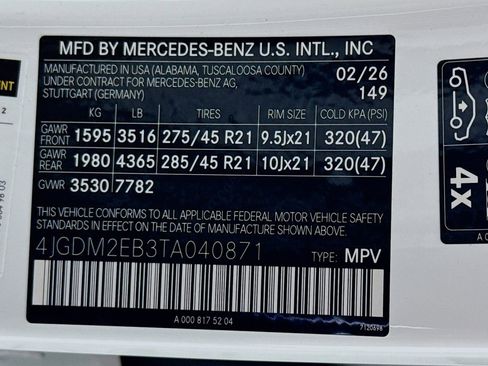 MFD BY MERCEDES-BENZ U.S. INTL., INC
MANUFACTURED IN USA (ALABAMA, TUSCALOOSA COUNTY)
UNDER CONTRACT FOR MERCEDES-BENZ AG,
STUTTGART (GERMANY)
02/26
149
KG LB TIRES RIM SIZE COLD KPA (PSI)
GAWR FRONT 1595 3516 275/45 R21 9.5Jx21 320(47)
GAWR REAR 1980 4365 285/45 R21 10Jx21 320(47)
GVWR 3530 7782
THIS VEHICLE CONFORMS TO ALL APPLICABLE FEDERAL MOTOR VEHICLE SAFETY
STANDARDS IN EFFECT ON THE DATE OF MANUFACTURE SHOWN ABOVE.
4JGDM2EB3TA040871 TYPE: MPV
A 000 817 52 04
7120698
4x
A 0